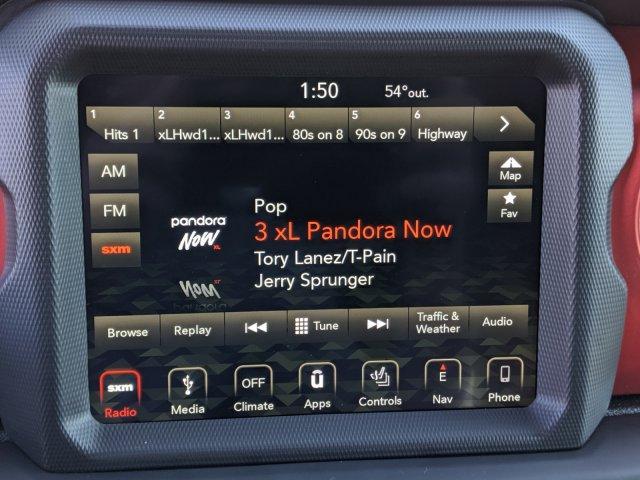 1:50 54°out.
1 2 3 4 5 6
Hits 1 xLHwd1... xLHwd1... 80s on 8 90s on 9 Highway
AM
Map
FM
Fav
sxm
pandora
NOW XL
Pop
3 xL Pandora Now
Tory Lanez/T-Pain
Jerry Sprunger
Browse Replay Tune Traffic & Weather Audio
sxm OFF E
Radio Media Climate Apps Controls Nav Phone